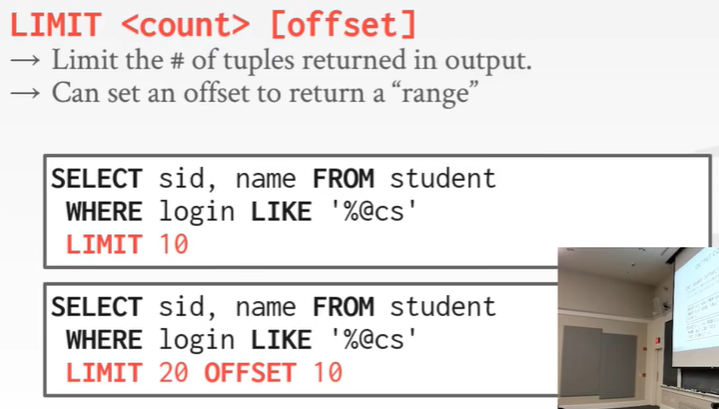 LIMIT <count> [offset]
→ Limit the # of tuples returned in output.
→ Can set an offset to return a “range”
SELECT sid, name FROM student
WHERE login LIKE '%@cs'
LIMIT 10
SELECT sid, name FROM student
WHERE login LIKE '%@cs'
LIMIT 20 OFFSET 10